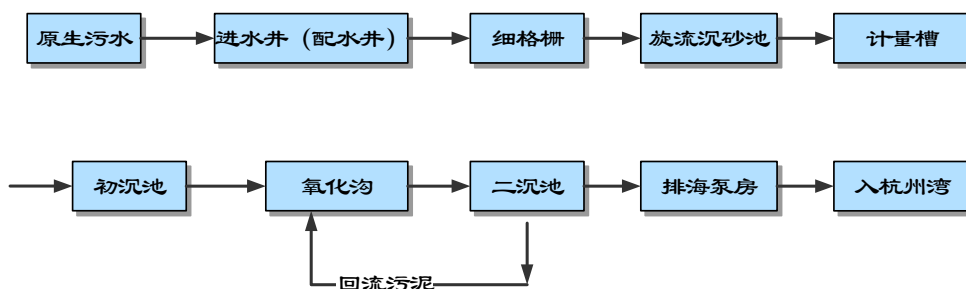 原生污水
进水井（配水井）
细格栅
旋流沉砂池
计量槽
初沉池
氧化沟
二沉池
排海泵房
入杭州湾
回流污泥